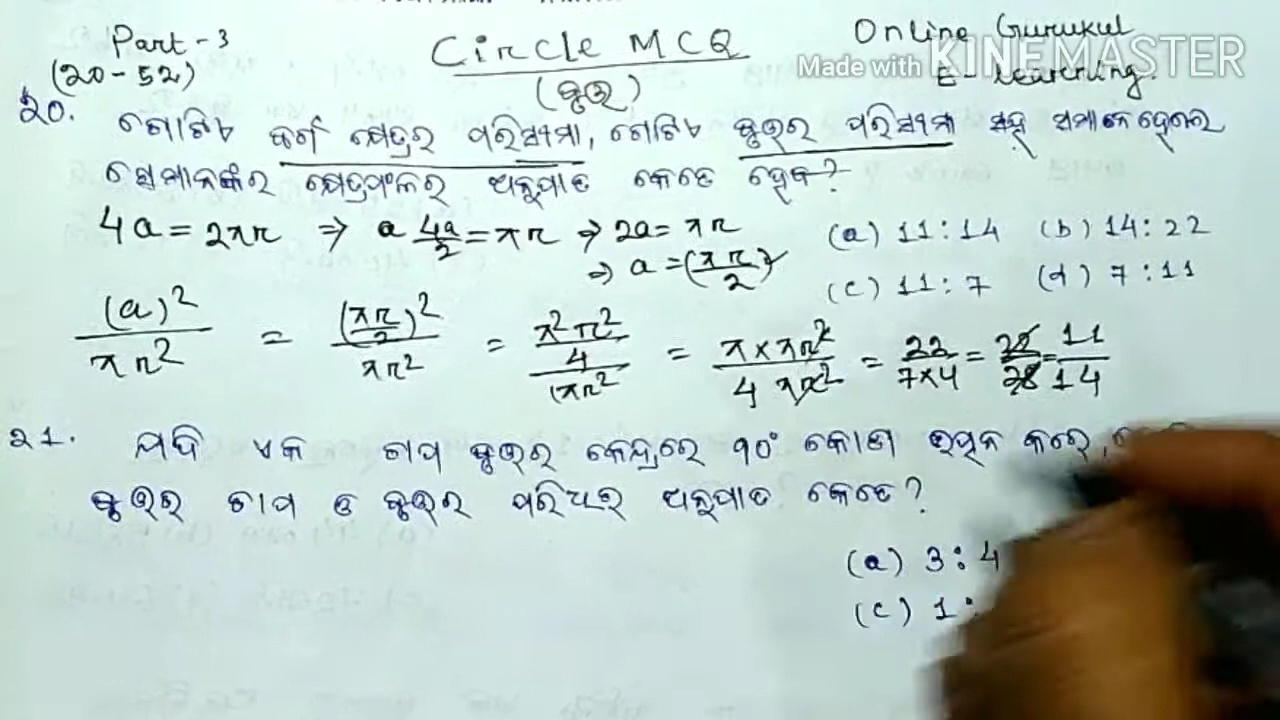 Part-3
(20-52)
Circle MCQ
(ବୃତ୍ତ)
Online Gurukul
E-learning.
Made with KINEMASTER
20. ଗୋଟିଏ ବର୍ଗ କ୍ଷେତ୍ରର ପରିସୀମା, ଗୋଟିଏ ବୃତ୍ତର ପରିସୀମା ସହ ସମାନ ହେଲେ
ସେମାନଙ୍କର କ୍ଷେତ୍ରଫଳର ଅନୁପାତ କେତେ ହେବ?
4a = 2πr ⇒ a 4a/2 = πr ⇒ 2a = πr
⇒ a = (πr/2)
(a) 11:14 (b) 14:22
(c) 11:7 (d) 7:11
(a)²/πr² = (πr/2)²/πr² = π²r²/4/πr² = π×πr²/4 πr² = 22/7×4 = 22/28 = 11/14
21. ଯଦି ଏକ ଚାପ ବୃତ୍ତର କେନ୍ଦ୍ରରେ ୨୦° କୋଣ ଉତ୍ପନ୍ନ କରେ,
ବୃତ୍ତର ଚାପ ଓ ବୃତ୍ତର ପରିଧିର ଅନୁପାତ କେତେ?
(a) 3:4
(c) 1: